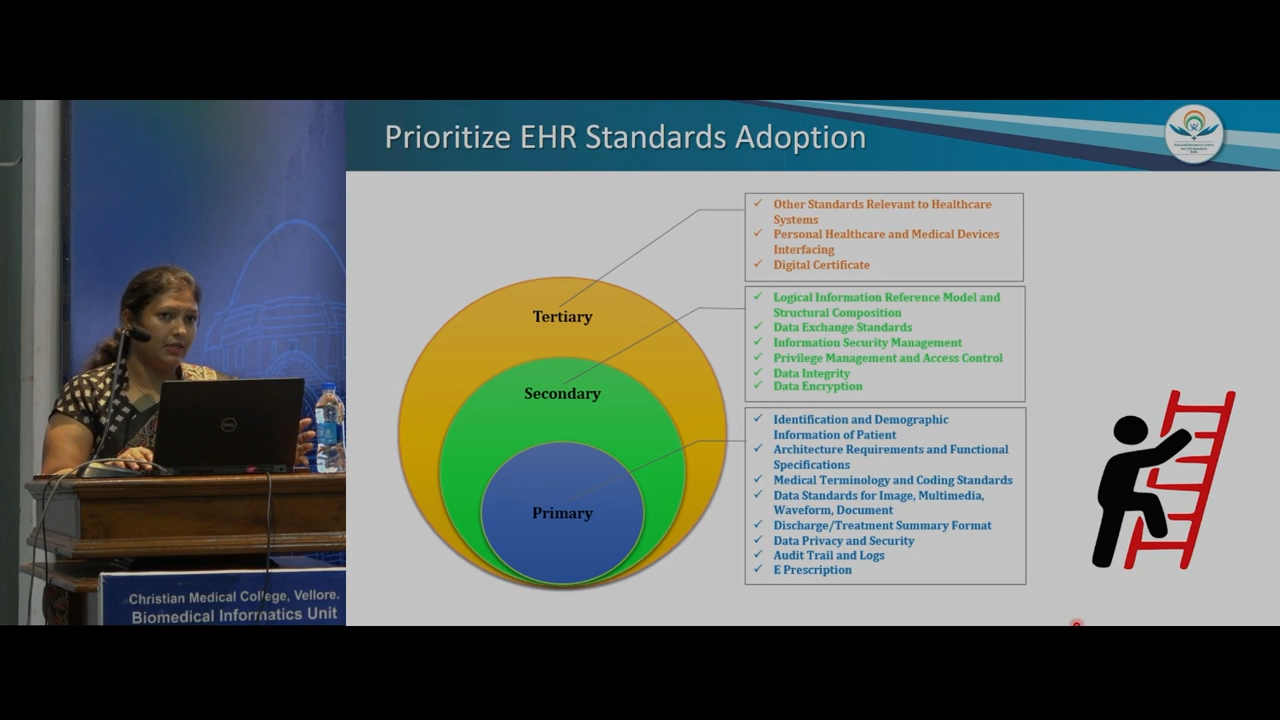 Prioritize EHR Standards Adoption
Tertiary
Secondary
Primary
✓ Other Standards Relevant to Healthcare
Systems
✓ Personal Healthcare and Medical Devices
Interfacing
✓ Digital Certificate
✓ Logical Information Reference Model and
Structural Composition
✓ Data Exchange Standards
✓ Information Security Management
✓ Privilege Management and Access Control
✓ Data Integrity
✓ Data Encryption
✓ Identification and Demographic
Information of Patient
✓ Architecture Requirements and Functional
Specifications
✓ Medical Terminology and Coding Standards
✓ Data Standards for Image, Multimedia,
Waveform, Document
✓ Discharge/Treatment Summary Format
✓ Data Privacy and Security
✓ Audit Trail and Logs
✓ E Prescription
DELL
Christian Medical College, Vellore.
Biomedical Informatics Unit